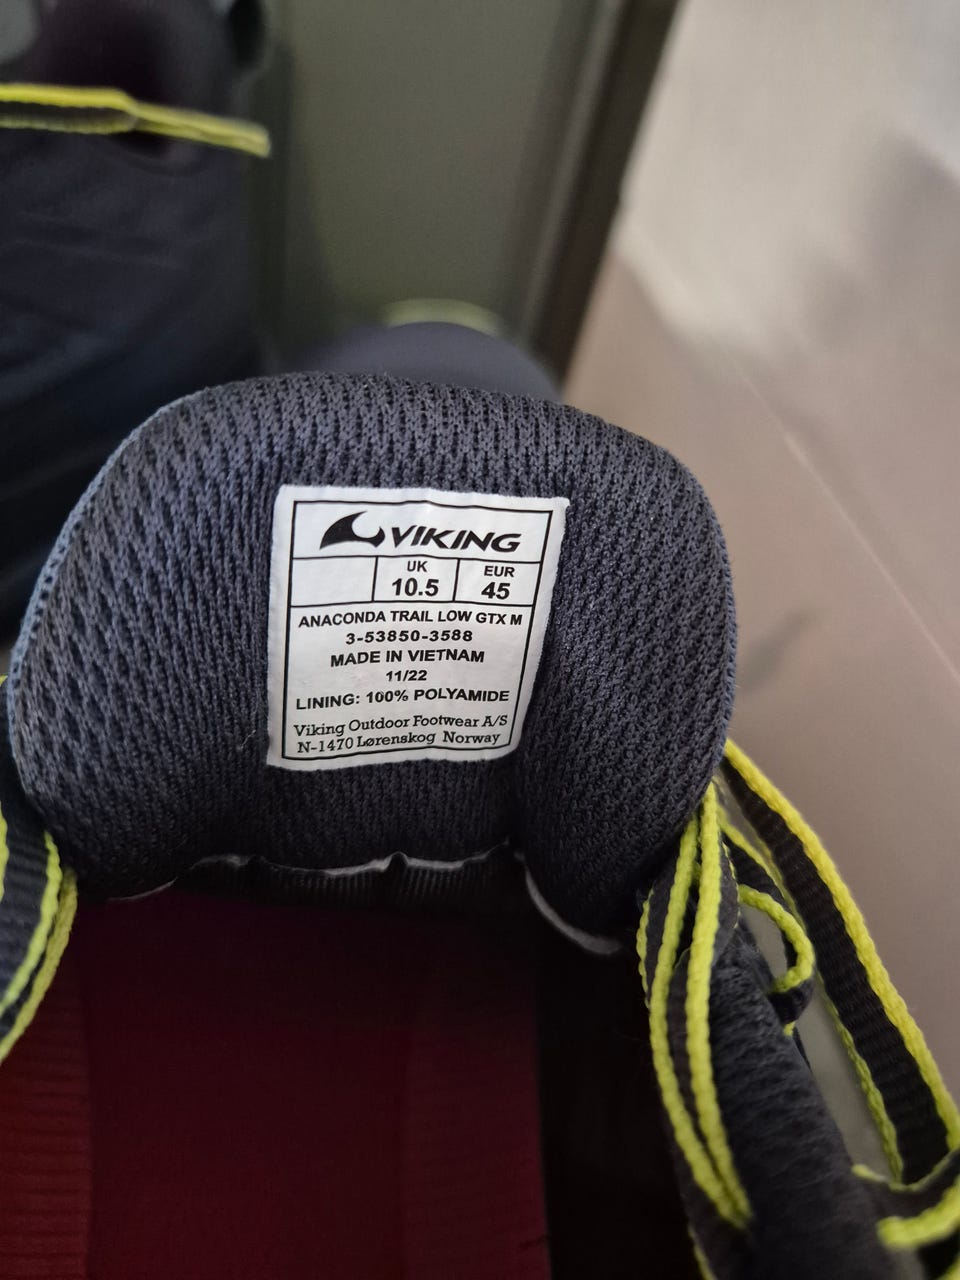 VIKING
UK EUR
10.5 45
ANACONDA TRAIL LOW GTX M
3-53850-3588
MADE IN VIETNAM
11/22
LINING: 100% POLYAMIDE
Viking Outdoor Footwear A/S
N-1470 Lørenskog Norway